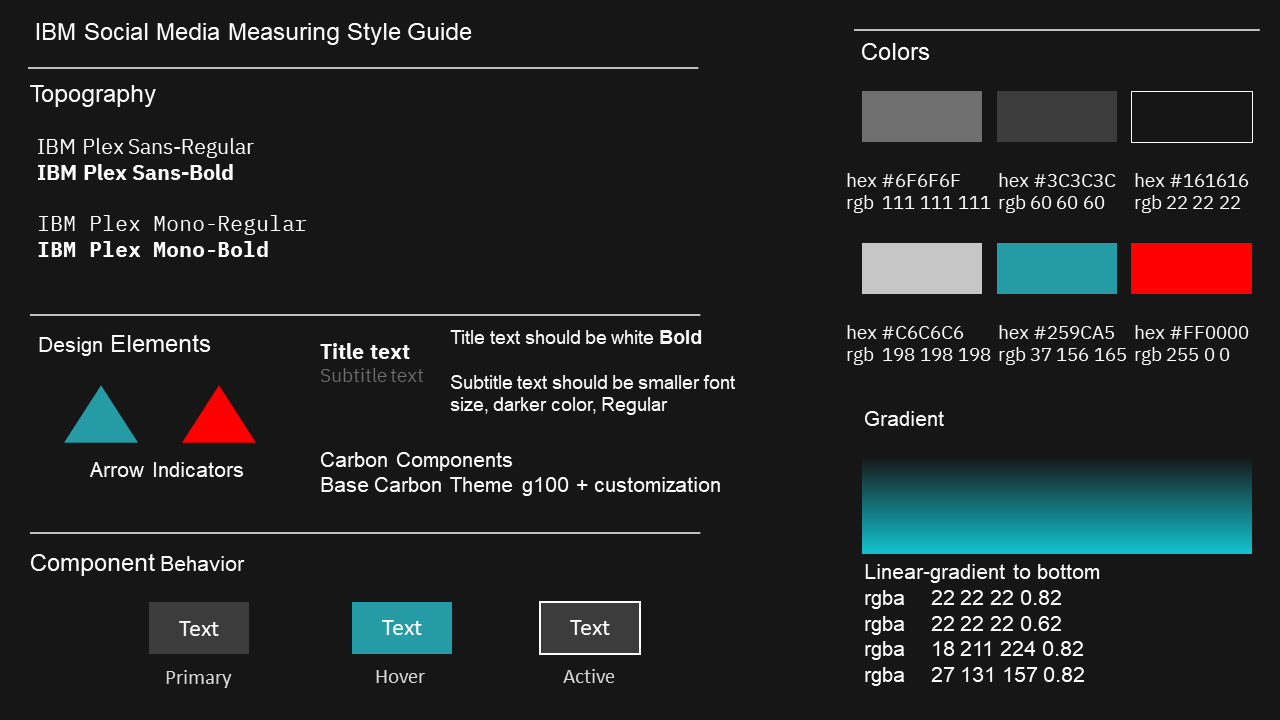 IBM Social Media Measuring Style Guide
Topography
IBM Plex Sans-Regular
IBM Plex Sans-Bold
IBM Plex Mono-Regular
IBM Plex Mono-Bold
Design Elements
Arrow Indicators
Title text
Subtitle text
Title text should be white Bold
Subtitle text should be smaller font
size, darker color, Regular
Carbon Components
Base Carbon Theme g100 + customization
Component Behavior
Text
Primary
Text
Hover
Text
Active
Colors
hex #6F6F6F
rgb 111 111 111
hex #3C3C3C
rgb 60 60 60
hex #161616
rgb 22 22 22
hex #C6C6C6
rgb 198 198 198
hex #259CA5
rgb 37 156 165
hex #FF0000
rgb 255 0 0
Gradient
Linear-gradient to bottom
rgba 22 22 22 0.82
rgba 22 22 22 0.62
rgba 18 211 224 0.82
rgba 27 131 157 0.82